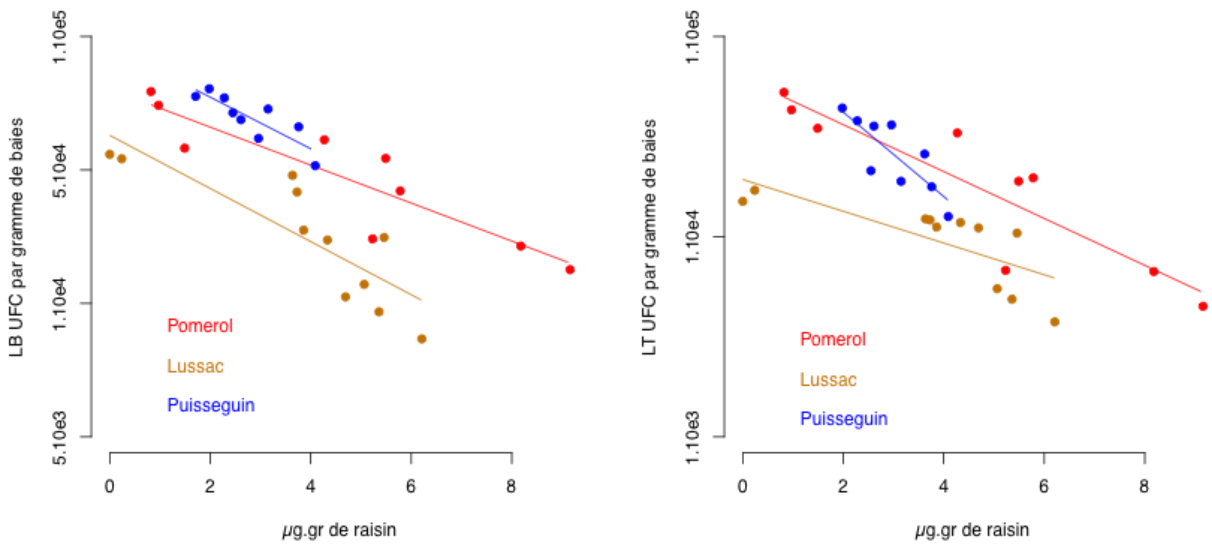 LB UFC par gramme de baies
1.10e5
5.10e4
1.10e4
5.10e3
Pomerol
Lussac
Puisseguin
0 2 4 6 8
µg.gr de raisin
LT UFC par gramme de baies
1.10e5
1.10e4
1.10e3
Pomerol
Lussac
Puisseguin
0 2 4 6 8
µg.gr de raisin